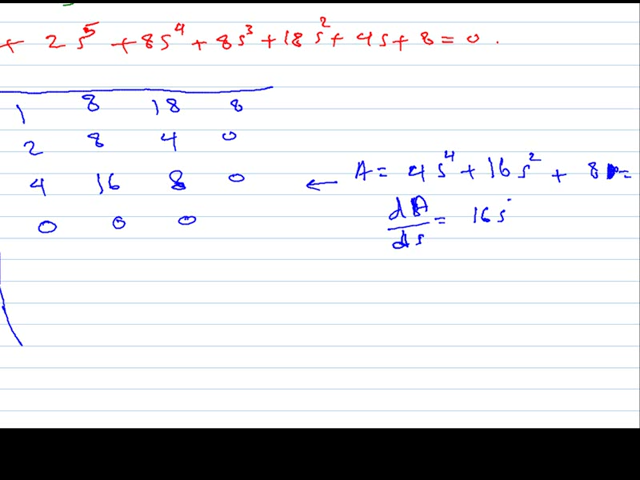 + 2s⁵ + 8s⁴ + 8s³ + 18s² + 4s + 8 = 0.
1 8 18 8
2 8 4 0
4 16 8 0 ← A = 4s⁴ + 16s² + 8 =
0 0 0
dA/ds = 16s